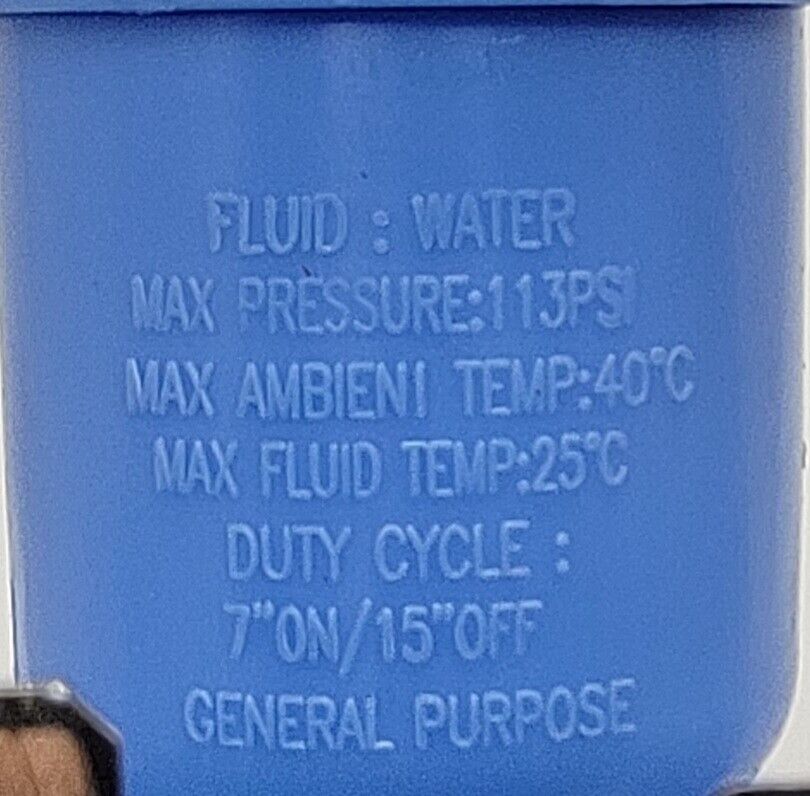 FLUID : WATER
MAX PRESSURE:113PSI
MAX AMBIENT TEMP:40°C
MAX FLUID TEMP:25°C
DUTY CYCLE :
7"ON/15"OFF
GENERAL PURPOSE